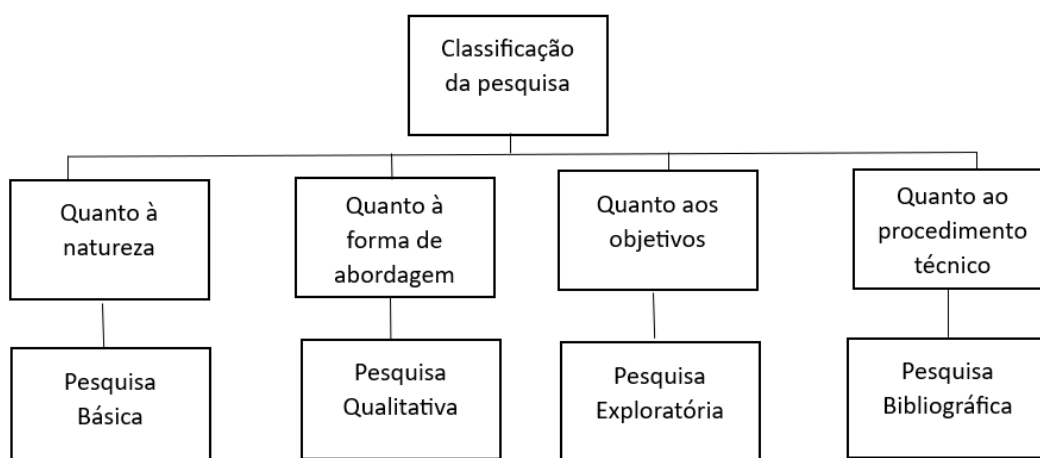 Classificação
da pesquisa
Quanto à
natureza
Quanto à
forma de
abordagem
Quanto aos
objetivos
Quanto ao
procedimento
técnico
Pesquisa
Básica
Pesquisa
Qualitativa
Pesquisa
Exploratória
Pesquisa
Bibliográfica